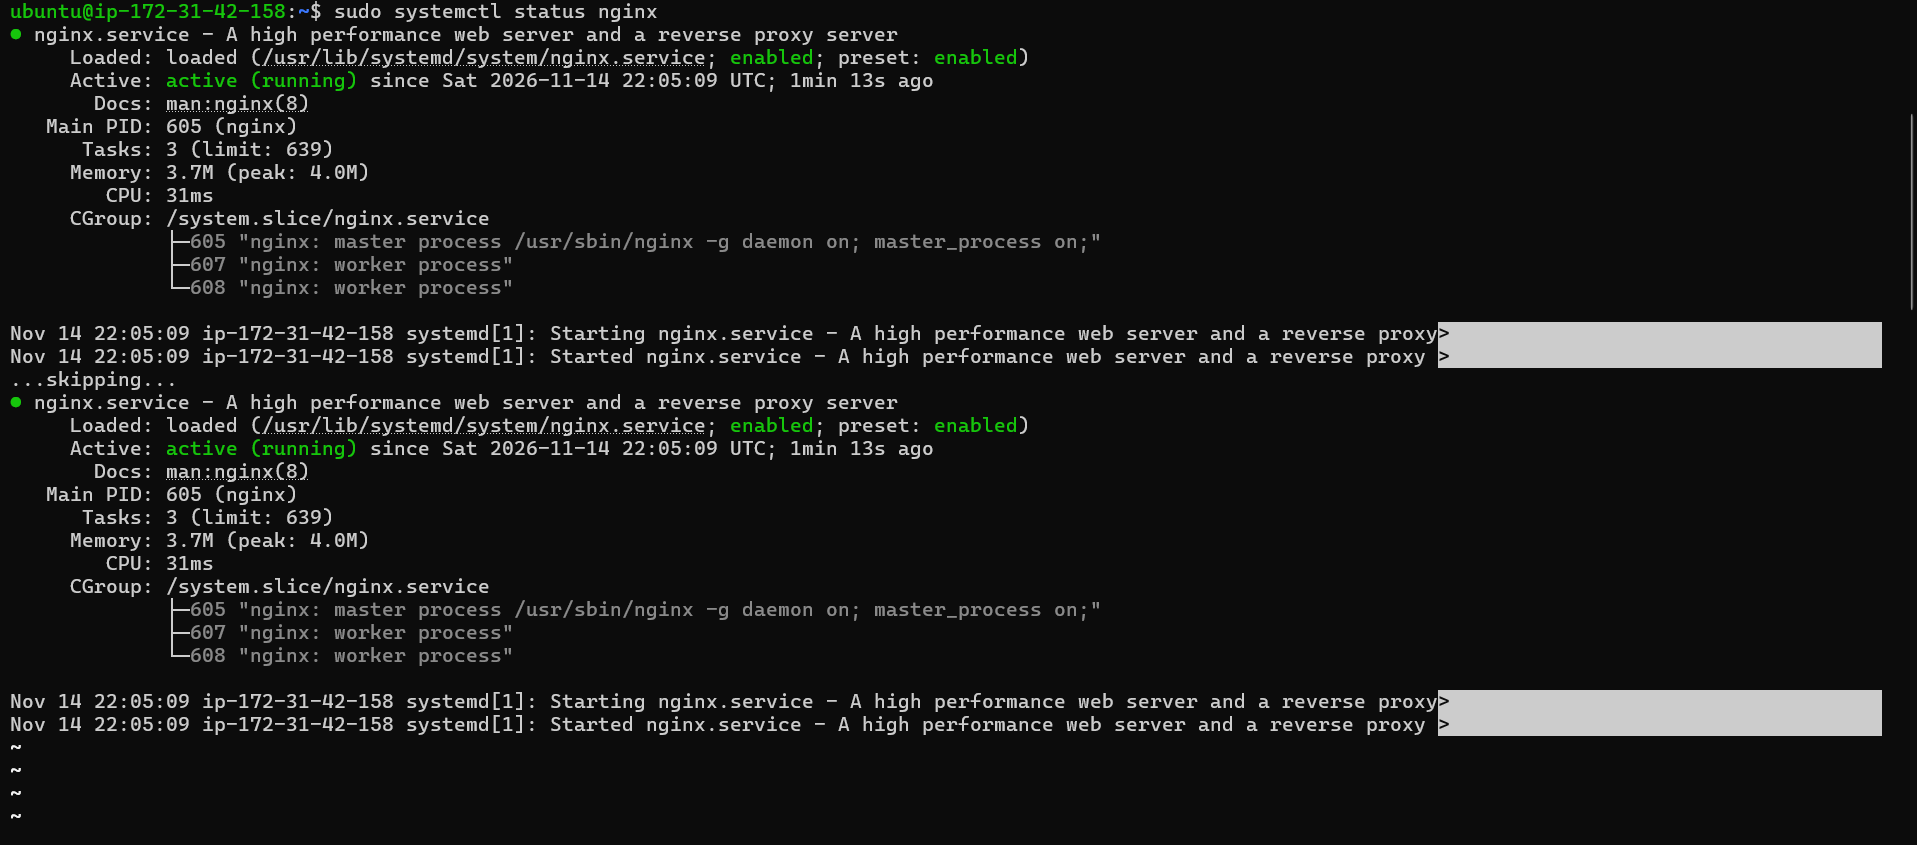 ubuntu@ip-172-31-42-158:~$ sudo systemctl status nginx
● nginx.service - A high performance web server and a reverse proxy server
     Loaded: loaded (/usr/lib/systemd/system/nginx.service; enabled; preset: enabled)
     Active: active (running) since Sat 2026-11-14 22:05:09 UTC; 1min 13s ago
       Docs: man:nginx(8)
   Main PID: 605 (nginx)
      Tasks: 3 (limit: 639)
     Memory: 3.7M (peak: 4.0M)
        CPU: 31ms
     CGroup: /system.slice/nginx.service
             ├─605 "nginx: master process /usr/sbin/nginx -g daemon on; master_process on;"
             ├─607 "nginx: worker process"
             └─608 "nginx: worker process"

Nov 14 22:05:09 ip-172-31-42-158 systemd[1]: Starting nginx.service - A high performance web server and a reverse proxy>
Nov 14 22:05:09 ip-172-31-42-158 systemd[1]: Started nginx.service - A high performance web server and a reverse proxy >
...skipping...
● nginx.service - A high performance web server and a reverse proxy server
     Loaded: loaded (/usr/lib/systemd/system/nginx.service; enabled; preset: enabled)
     Active: active (running) since Sat 2026-11-14 22:05:09 UTC; 1min 13s ago
       Docs: man:nginx(8)
   Main PID: 605 (nginx)
      Tasks: 3 (limit: 639)
     Memory: 3.7M (peak: 4.0M)
        CPU: 31ms
     CGroup: /system.slice/nginx.service
             ├─605 "nginx: master process /usr/sbin/nginx -g daemon on; master_process on;"
             ├─607 "nginx: worker process"
             └─608 "nginx: worker process"

Nov 14 22:05:09 ip-172-31-42-158 systemd[1]: Starting nginx.service - A high performance web server and a reverse proxy>
Nov 14 22:05:09 ip-172-31-42-158 systemd[1]: Started nginx.service - A high performance web server and a reverse proxy >
~
~
~
~